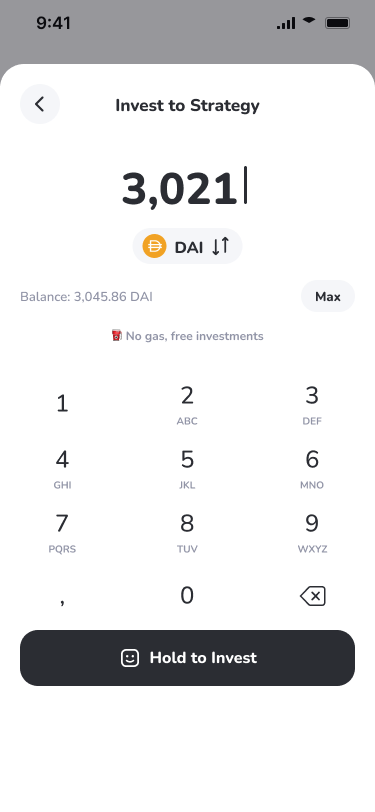 9:41
Invest to Strategy
3,021
DAI
Balance: 3,045.86 DAI
Max
No gas, free investments
1
2
3
ABC
DEF
4
5
6
GHI
JKL
MNO
7
8
9
PQRS
TUV
WXYZ
,
0
Hold to Invest